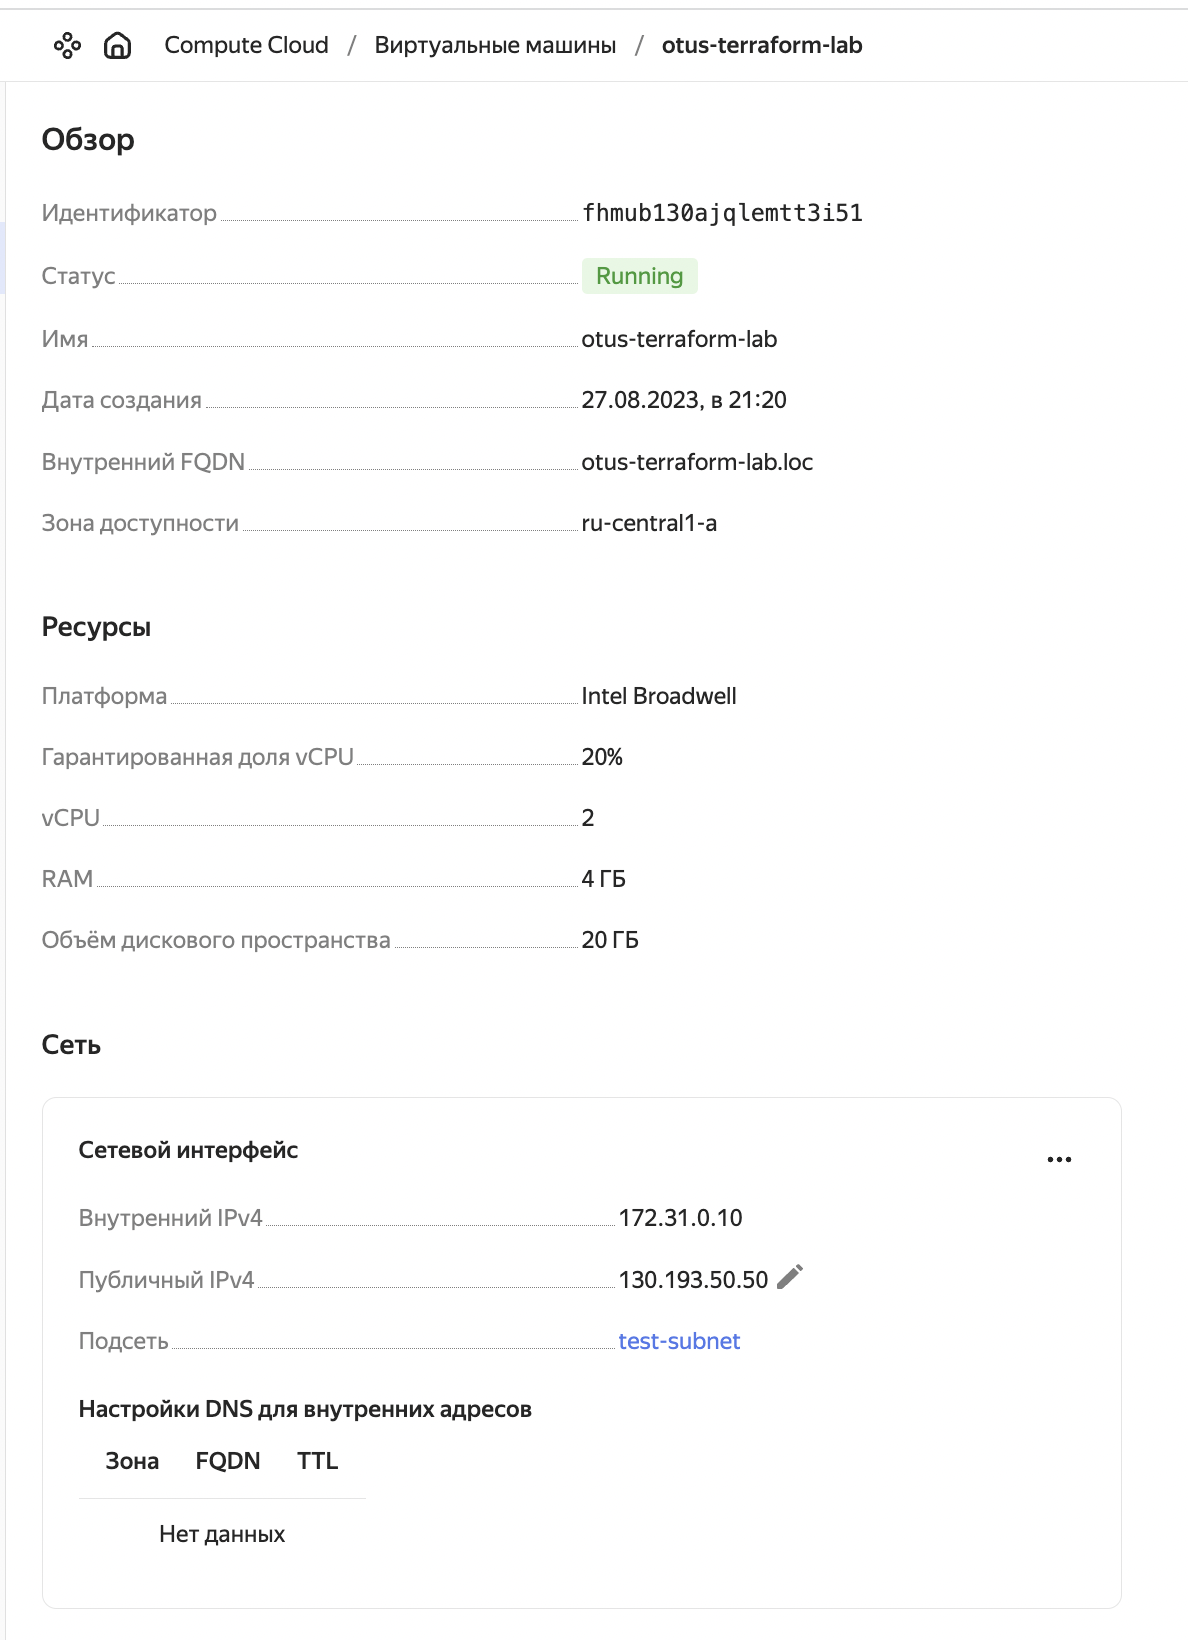 Compute Cloud / Виртуальные машины / otus-terraform-lab
Обзор
Идентификатор fhmub130ajqlemtt3i51
Статус Running
Имя otus-terraform-lab
Дата создания 27.08.2023, в 21:20
Внутренний FQDN otus-terraform-lab.loc
Зона доступности ru-central1-a
Ресурсы
Платформа Intel Broadwell
Гарантированная доля vCPU 20%
vCPU 2
RAM 4 ГБ
Объём дискового пространства 20 ГБ
Сеть
Сетевой интерфейс
Внутренний IPv4 172.31.0.10
Публичный IPv4 130.193.50.50
Подсеть test-subnet
Настройки DNS для внутренних адресов
Зона FQDN TTL
Нет данных